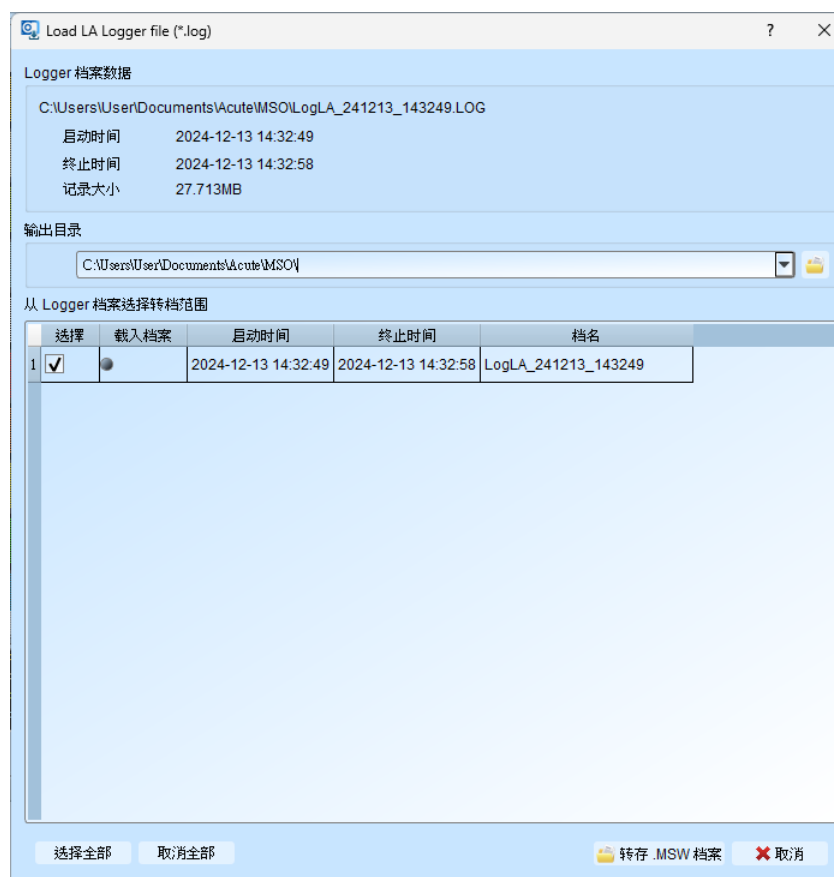 Load LA Logger file (*.log)
Logger 档案数据
C:\Users\User\Documents\Acute\MSO\LogLA_241213_143249.LOG
启动时间 2024-12-13 14:32:49
终止时间 2024-12-13 14:32:58
记录大小 27.713MB
输出目录
C:\Users\User\Documents\Acute\MSO\
从 Logger 档案选择转档范围
选择 载入档案 启动时间 终止时间 档名
1 2024-12-13 14:32:49 2024-12-13 14:32:58 LogLA_241213_143249
选择全部 取消全部 转存 .MSW 档案 取消